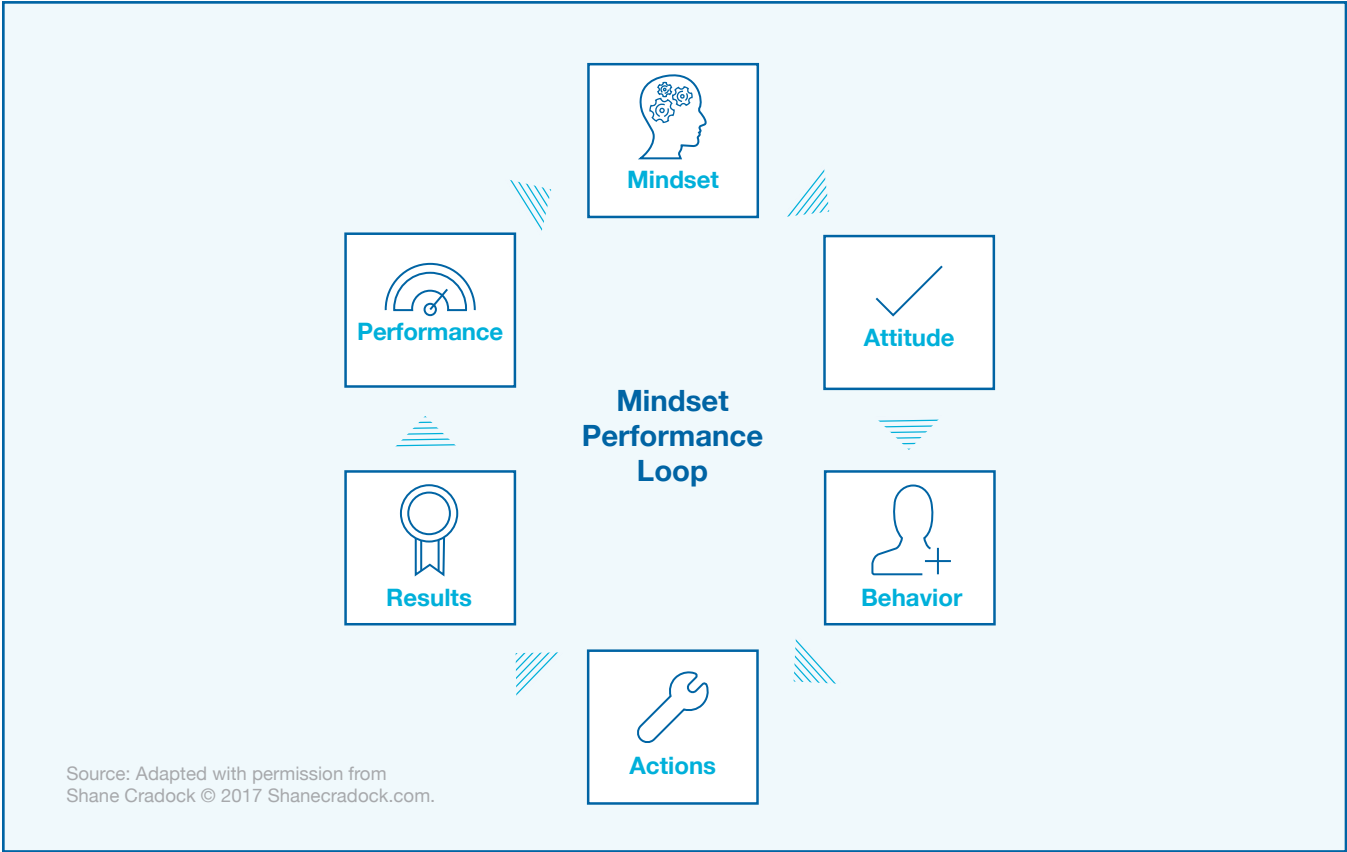 Mindset
Performance
Attitude
Mindset
Performance
Loop
Results
Behavior
Actions
Source: Adapted with permission from
Shane Cradock © 2017 Shanecradock.com.